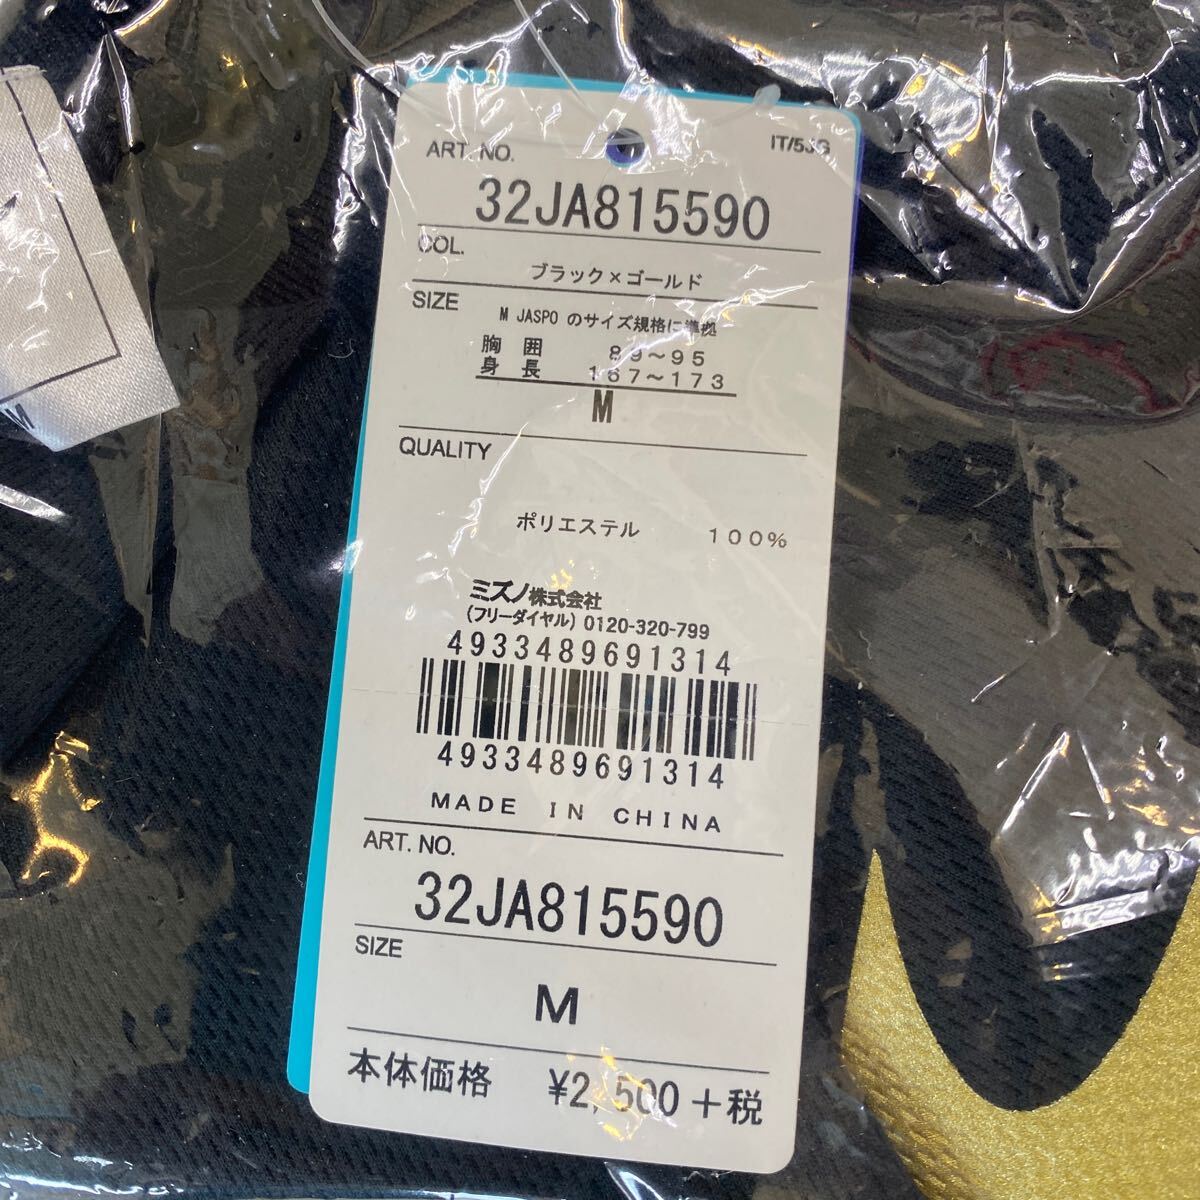 ART. NO.
IT/5JG
32JA815590
COL.
ブラック×ゴールド
SIZE
M JASPO のサイズ規格に準拠
胸 囲 89~95
身 長 167~173
M
QUALITY
ポリエステル 100%
ミズノ株式会社
(フリーダイヤル) 0120-320-799
4933489691314
4933489691314
MADE IN CHINA
ART. NO.
32JA815590
SIZE
M
本体価格 ¥2,500+税